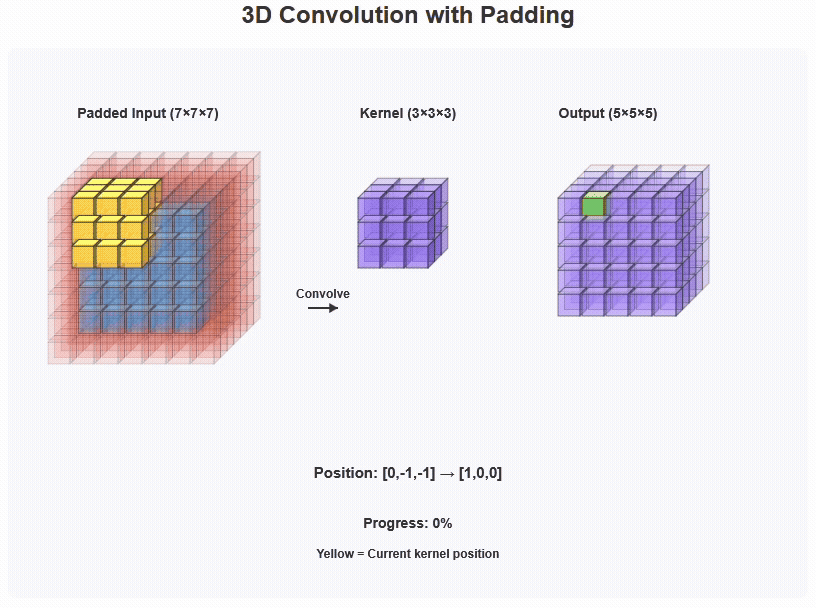 3D Convolution with Padding
Padded Input (7×7×7)
Kernel (3×3×3)
Output (5×5×5)
Convolve
Position: [0,-1,-1] → [1,0,0]
Progress: 0%
Yellow = Current kernel position